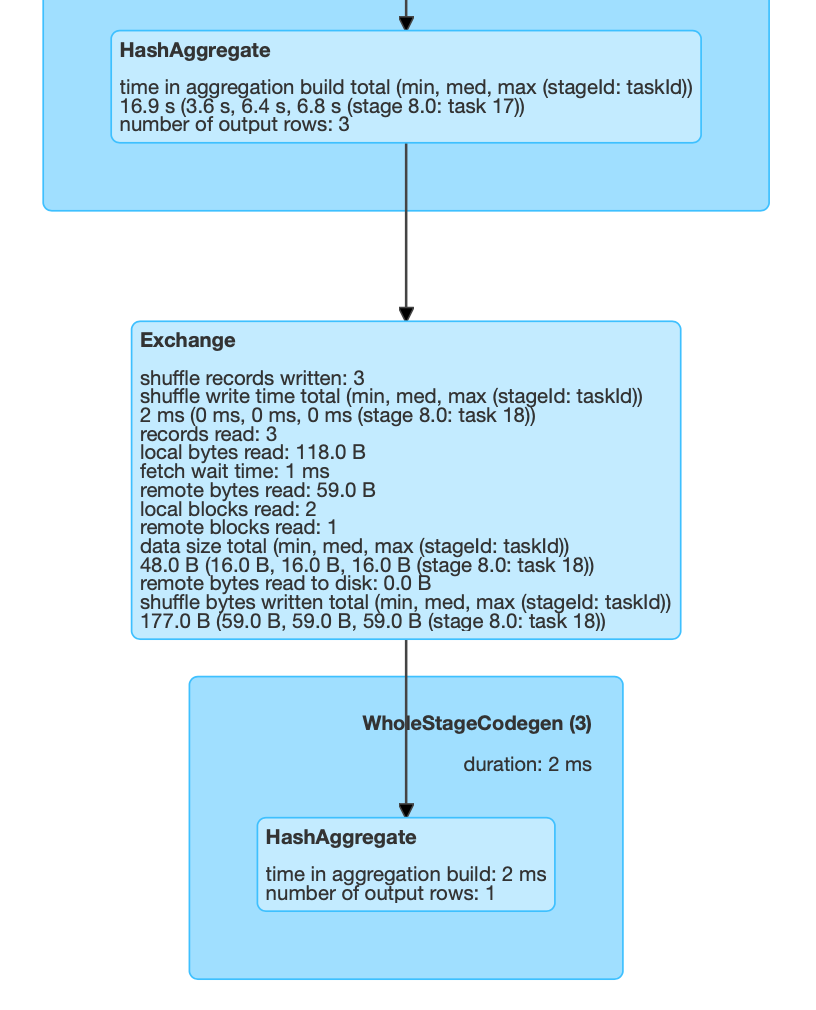 HashAggregate
time in aggregation build total (min, med, max (stageId: taskId))
16.9 s (3.6 s, 6.4 s, 6.8 s (stage 8.0: task 17))
number of output rows: 3
Exchange
shuffle records written: 3
shuffle write time total (min, med, max (stageId: taskId))
2 ms (0 ms, 0 ms, 0 ms (stage 8.0: task 18))
records read: 3
local bytes read: 118.0 B
fetch wait time: 1 ms
remote bytes read: 59.0 B
local blocks read: 2
remote blocks read: 1
data size total (min, med, max (stageId: taskId))
48.0 B (16.0 B, 16.0 B, 16.0 B (stage 8.0: task 18))
remote bytes read to disk: 0.0 B
shuffle bytes written total (min, med, max (stageId: taskId))
177.0 B (59.0 B, 59.0 B, 59.0 B (stage 8.0: task 18))
WholeStageCodegen (3)
duration: 2 ms
HashAggregate
time in aggregation build: 2 ms
number of output rows: 1